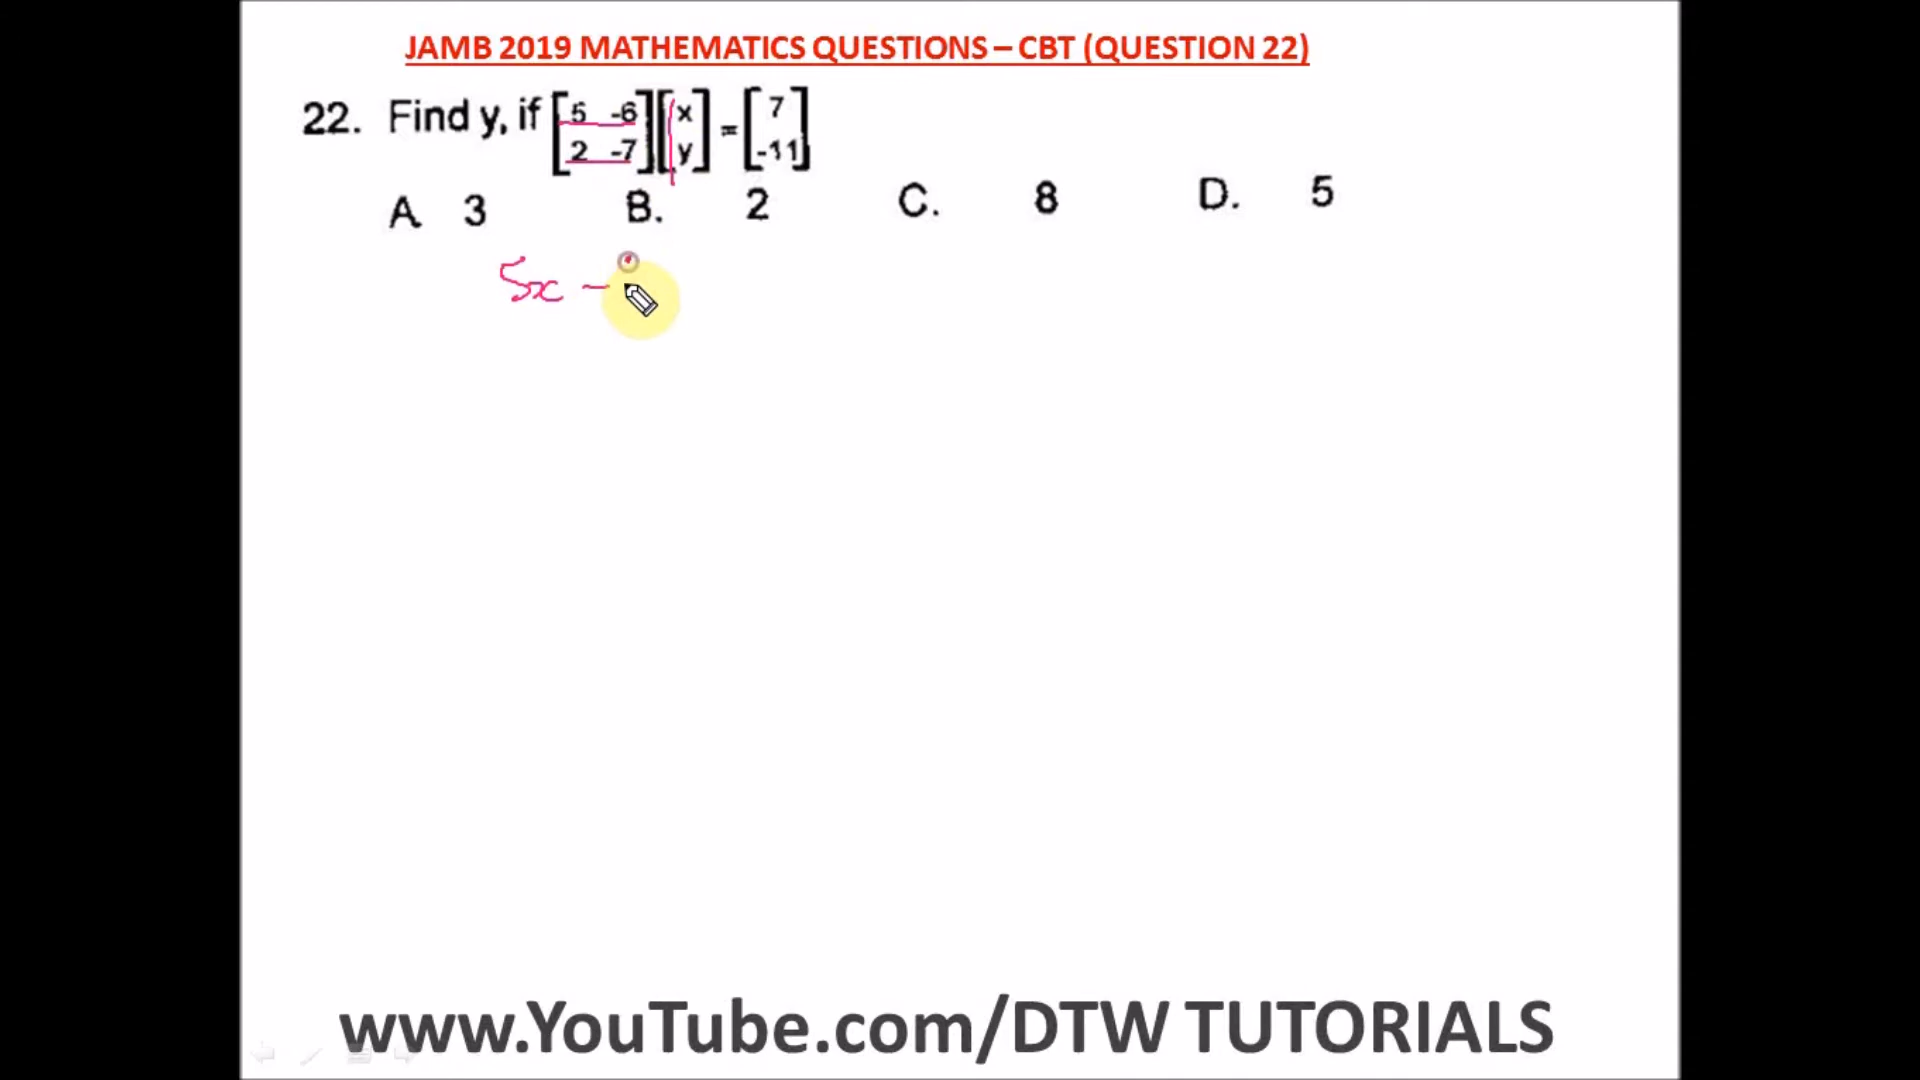 JAMB 2019 MATHEMATICS QUESTIONS – CBT (QUESTION 22)
22. Find y, if [5 -6] [x] = [7]
[2 -7] [y] [-11]
A 3 B. 2 C. 8 D. 5
5x -
www.YouTube.com/DTW TUTORIALS